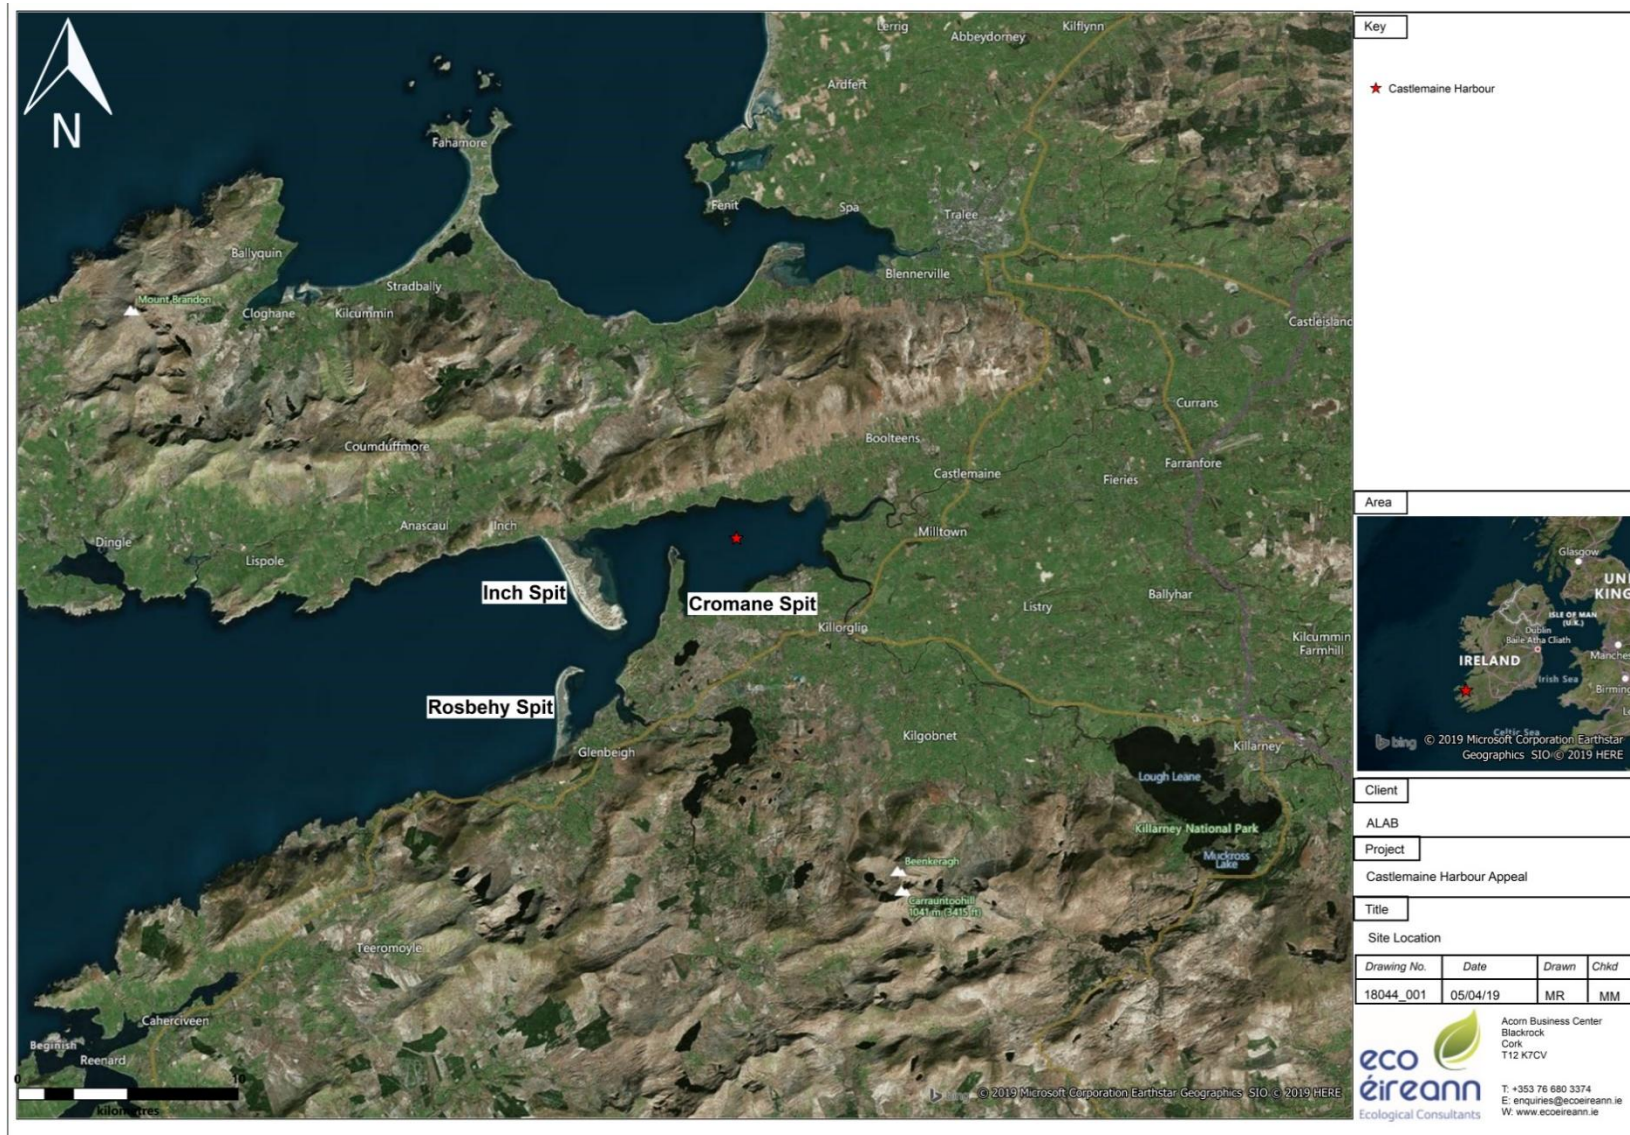 N
Lerrig
Kilflynn
Abbeydorney
Ardfert
Fahamore
Fenit
Spa
Tralee
Ballyquin
Blennerville
Stradbally
Mount Brandon
Cloghane
Kilcummin
Castleisland
Currans
Coumduffmore
Boolteens
Castlemaine
Farranfore
Fieries
Anascaul
Inch
Milltown
Dingle
Lispole
Inch Spit
Cromane Spit
Ballyhar
Listry
Killorglin
Kilcummin
Farmhill
Rosbehy Spit
Kilgobnet
Glenbeigh
Killarney
Lough Leane
Killarney National Park
Muckross
Lake
Beenkeragh
Carrauntoohill
1041 m (3415 ft)
Teeromoyle
Caherciveen
Beginish
Reenard
0
10
kilometres
bing
© 2019 Microsoft Corporation Earthstar Geographics SIO © 2019 HERE
Key
Castlemaine Harbour
Area
Glasgow
UNI
KING
ISLE OF MAN
(U.K.)
Dublin
Baile Atha Cliath
Manches
IRELAND
Irish Sea
Birming
Celtic Sea
bing
© 2019 Microsoft Corporation Earthstar
Geographics SIO © 2019 HERE
Client
ALAB
Project
Castlemaine Harbour Appeal
Title
Site Location
Drawing No. Date Drawn Chkd
18044_001 05/04/19 MR MM
eco
éireann
Ecological Consultants
Acorn Business Center
Blackrock
Cork
T12 K7CV
T: +353 76 680 3374
E: enquiries@ecoeireann.ie
W: www.ecoeireann.ie